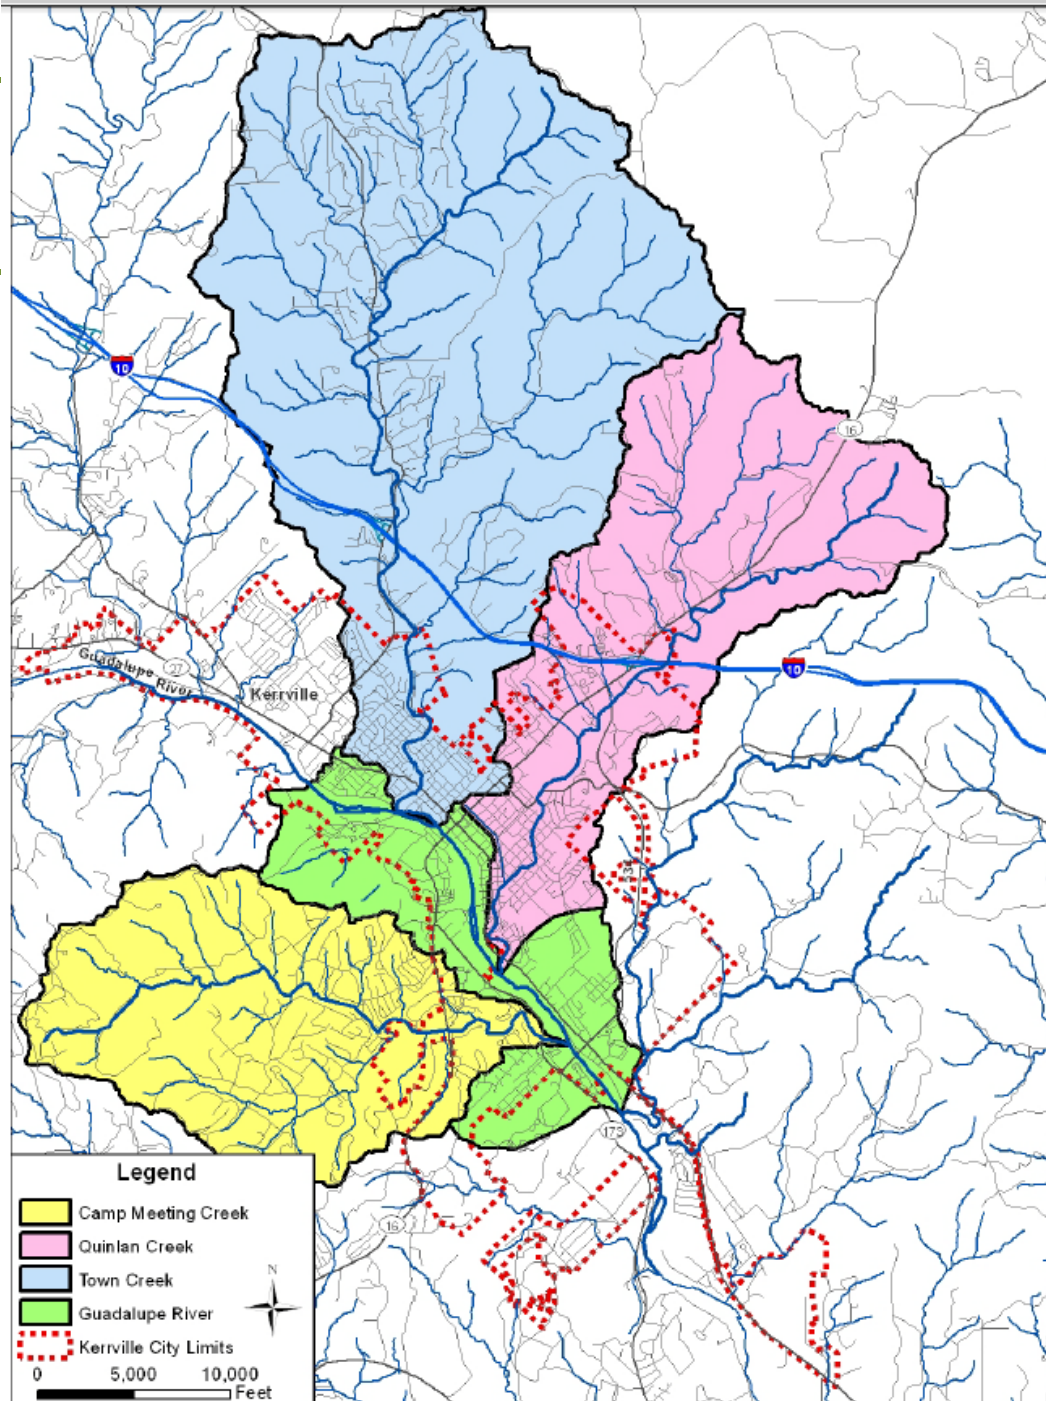 10
16
Guadalupe River
27
Kerrville
10
534
173
16
Legend
Camp Meeting Creek
Quinlan Creek
Town Creek
Guadalupe River
Kerrville City Limits
N
0 5,000 10,000
Feet